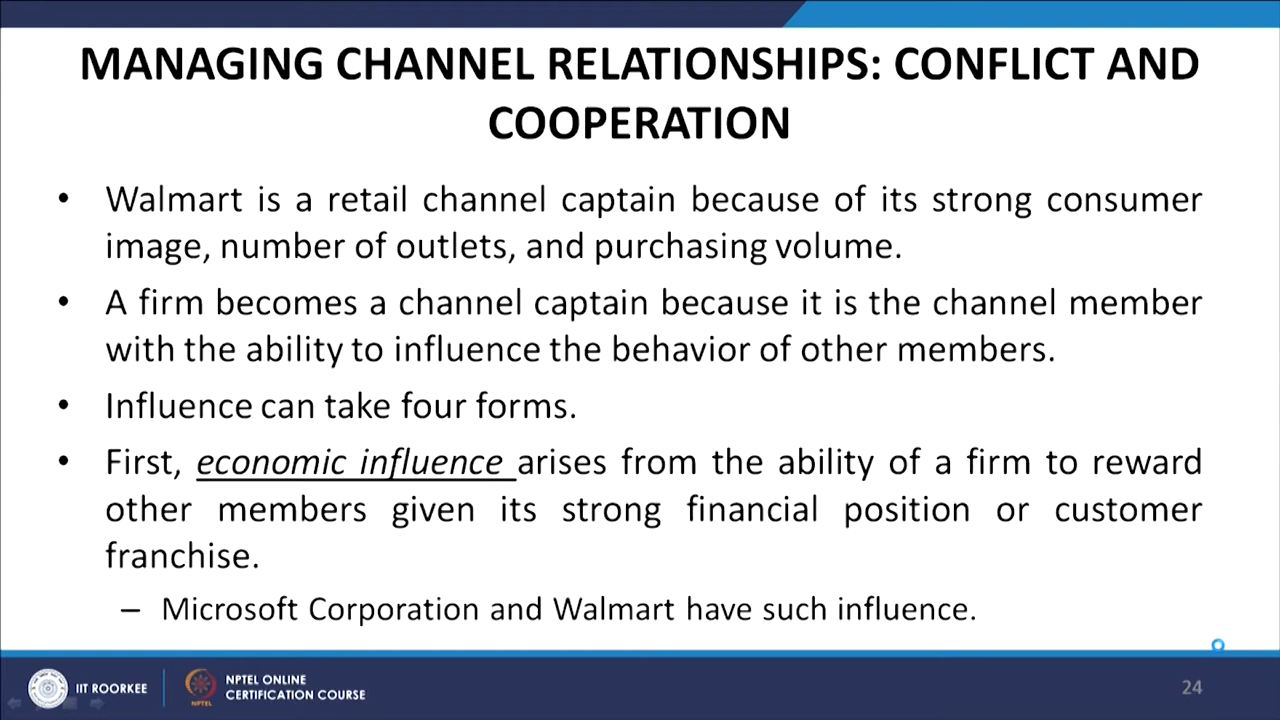 MANAGING CHANNEL RELATIONSHIPS: CONFLICT AND
COOPERATION
• Walmart is a retail channel captain because of its strong consumer
image, number of outlets, and purchasing volume.
• A firm becomes a channel captain because it is the channel member
with the ability to influence the behavior of other members.
• Influence can take four forms.
• First, economic influence arises from the ability of a firm to reward
other members given its strong financial position or customer
franchise.
– Microsoft Corporation and Walmart have such influence.
IIT ROORKEE
NPTEL
NPTEL ONLINE
CERTIFICATION COURSE
24